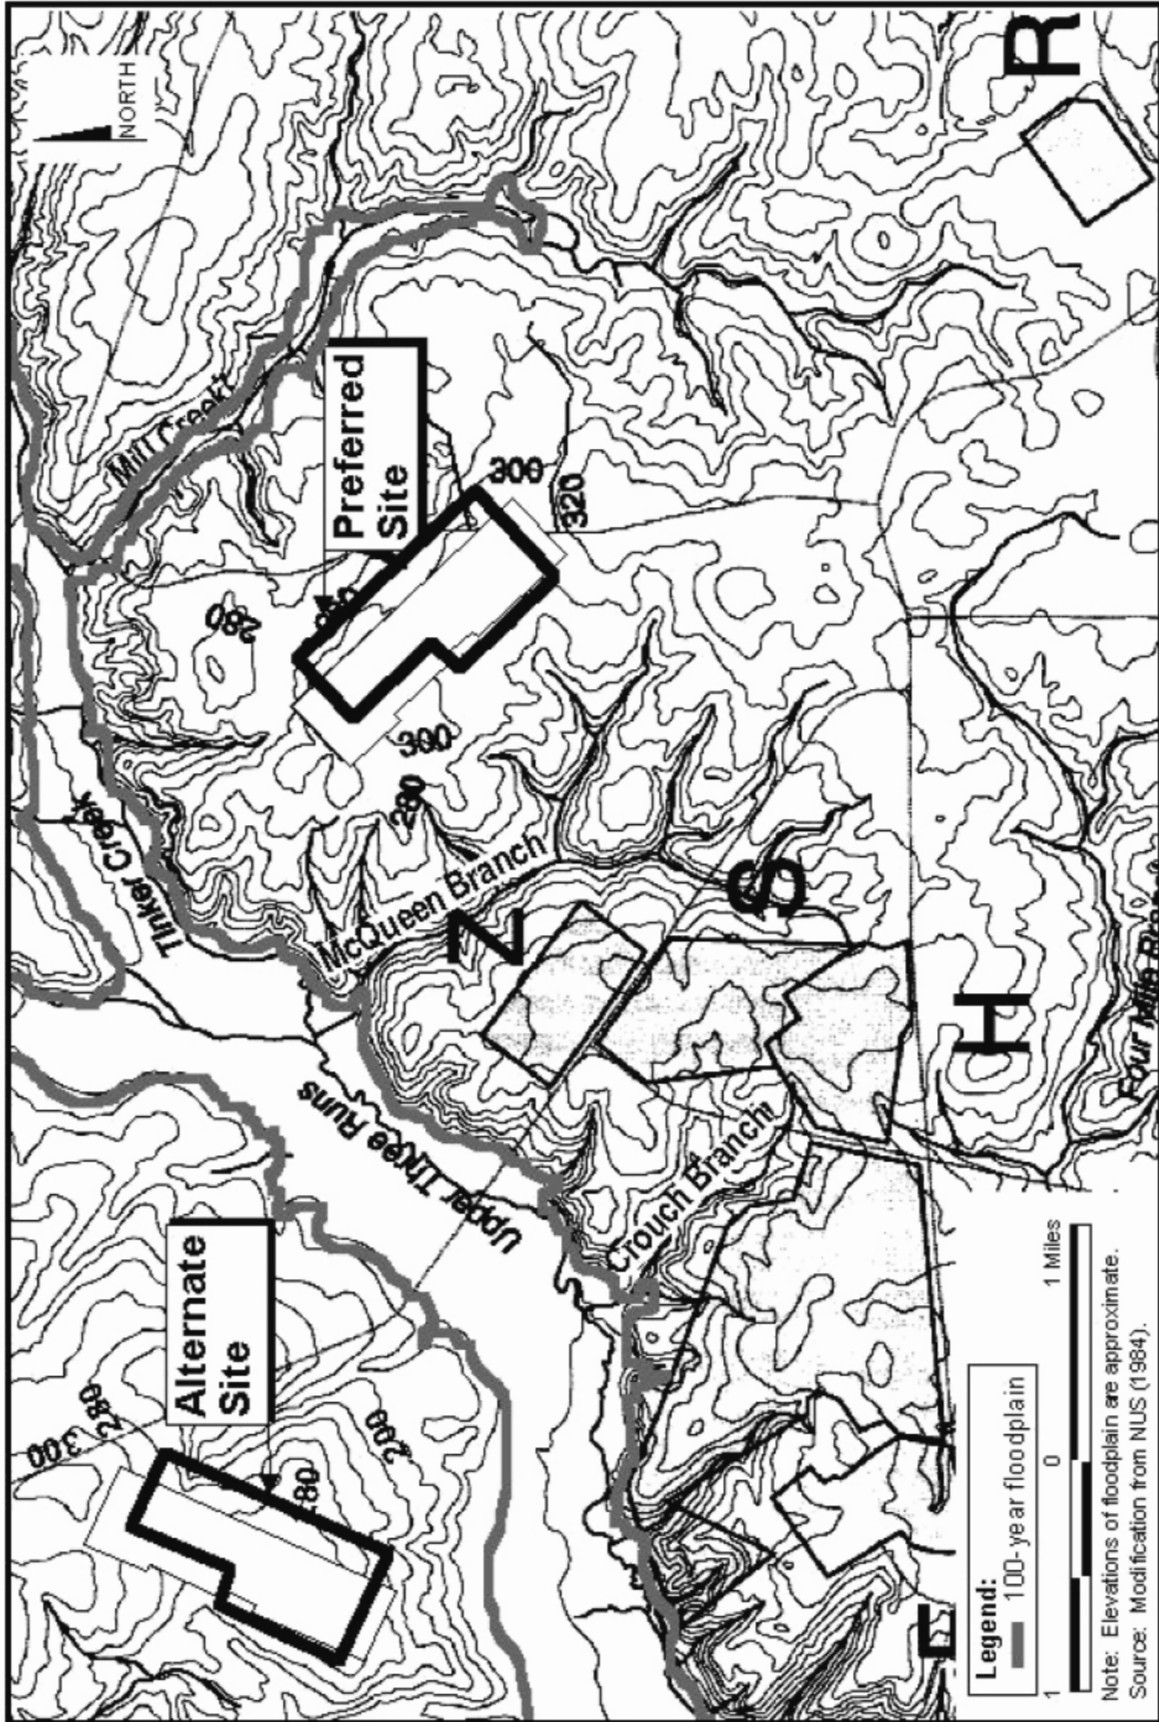 NORTH
R
Mill Creek
Preferred
Site
300
320
280
300
280
Tinker Creek
McQueen Branch
Z
S
H
Four Mile
Upper Three Runs
Crouch Branch
Alternate
Site
300
280
200
Legend:
100-year floodplain
1
0
1 Miles
Note: Elevations of floodplain are approximate.
Source: Modification from NUS (1984).